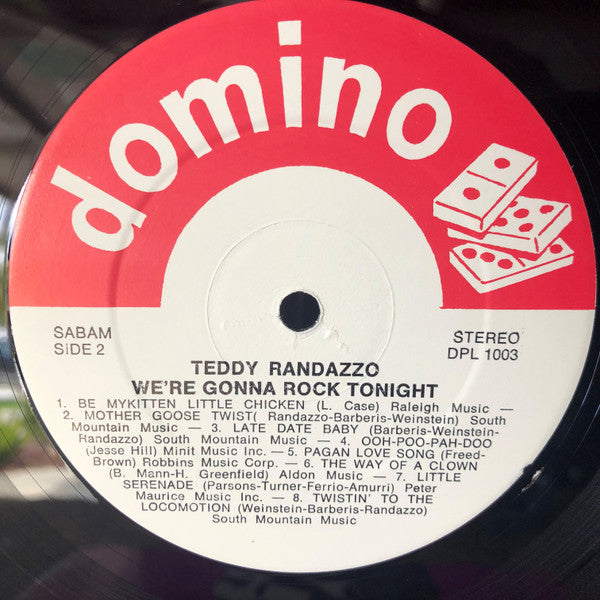 domino
SABAM
SIDE 2
STEREO
DPL 1003
TEDDY RANDAZZO
WE'RE GONNA ROCK TONIGHT
1. BE MYKITTEN LITTLE CHICKEN (L. Case) Raleigh Music —
2. MOTHER GOOSE TWIST( Randazzo-Barberis-Weinstein) South
Mountain Music — 3. LATE DATE BABY (Barberis-Weinstein-
Randazzo) South Mountain Music — 4. OOH-POO-PAH-DOO
(Jesse Hill) Minit Music Inc. — 5. PAGAN LOVE SONG (Freed-
Brown) Robbins Music Corp. — 6. THE WAY OF A CLOWN
(B. Mann-H. Greenfield) Aldon Music — 7. LITTLE
SERENADE (Parsons-Turner-Ferrio-Amurri) Peter
Maurice Music Inc. — 8. TWISTIN' TO THE
LOCOMOTION (Weinstein-Barberis-Randazzo)
South Mountain Music